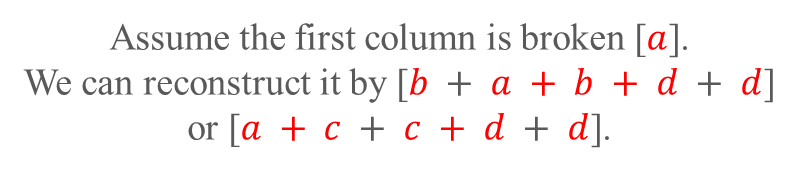 Assume the first column is broken [a].
We can reconstruct it by [b + a + b + d + d]
or [a + c + c + d + d].